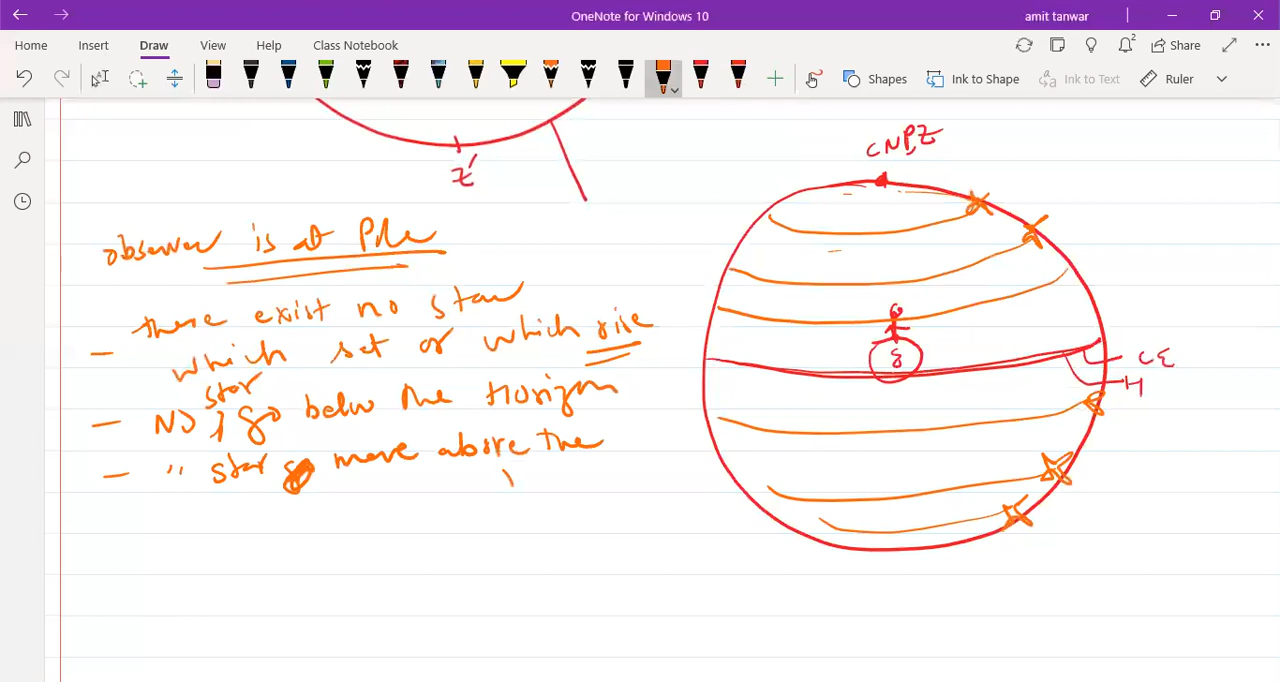 OneNote for Windows 10
amit tanwar
Home Insert Draw View Help Class Notebook
Share
Shapes Ink to Shape Ink to Text Ruler
CNP,Z
Z'
observer is at Pole
- there exist no star
which set or which rise
star
- NO go below the Horizon
- " star move above the
"
CE
H